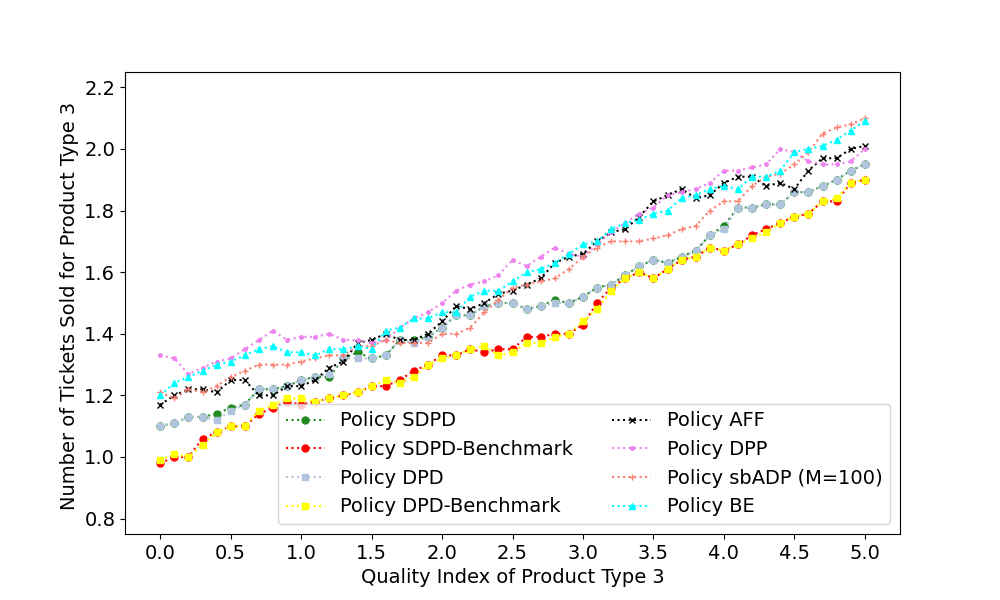 2.2
2.0
1.8
1.6
1.4
1.2
1.0
0.8
Number of Tickets Sold for Product Type 3
Policy SDPD
Policy SDPD-Benchmark
Policy DPD
Policy DPD-Benchmark
Policy AFF
Policy DPP
Policy sbADP (M=100)
Policy BE
0.0 0.5 1.0 1.5 2.0 2.5 3.0 3.5 4.0 4.5 5.0
Quality Index of Product Type 3